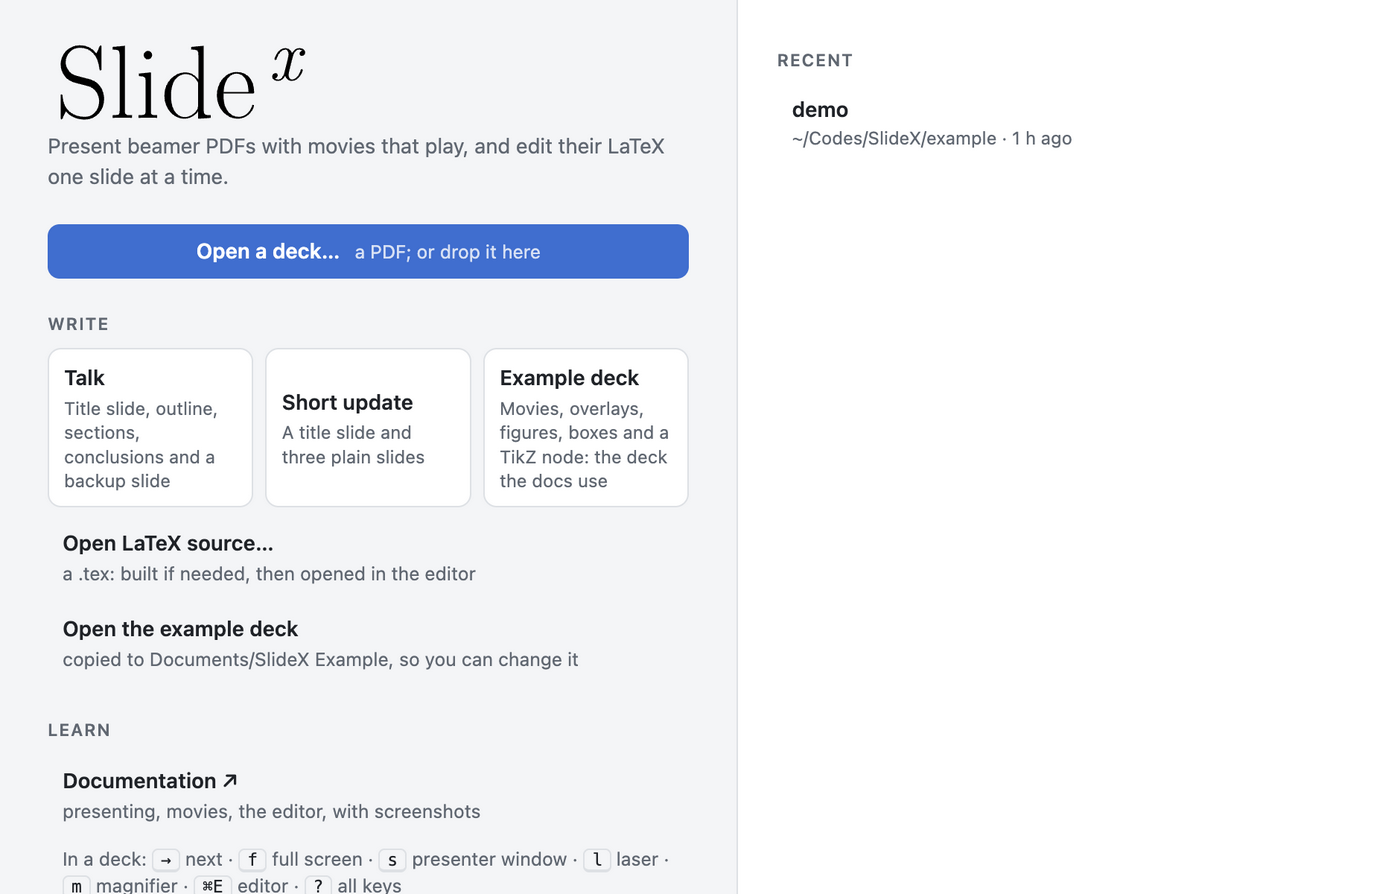 Slide x
Present beamer PDFs with movies that play, and edit their LaTeX
one slide at a time.
Open a deck... a PDF; or drop it here
WRITE
Talk
Title slide, outline,
sections,
conclusions and a
backup slide
Short update
A title slide and
three plain slides
Example deck
Movies, overlays,
figures, boxes and a
TikZ node: the deck
the docs use
Open LaTeX source...
a .tex: built if needed, then opened in the editor
Open the example deck
copied to Documents/SlideX Example, so you can change it
LEARN
Documentation ↗
presenting, movies, the editor, with screenshots
In a deck: → next · f full screen · s presenter window · l laser ·
m magnifier · ⌘E editor · ? all keys
RECENT
demo
~/Codes/SlideX/example · 1 h ago